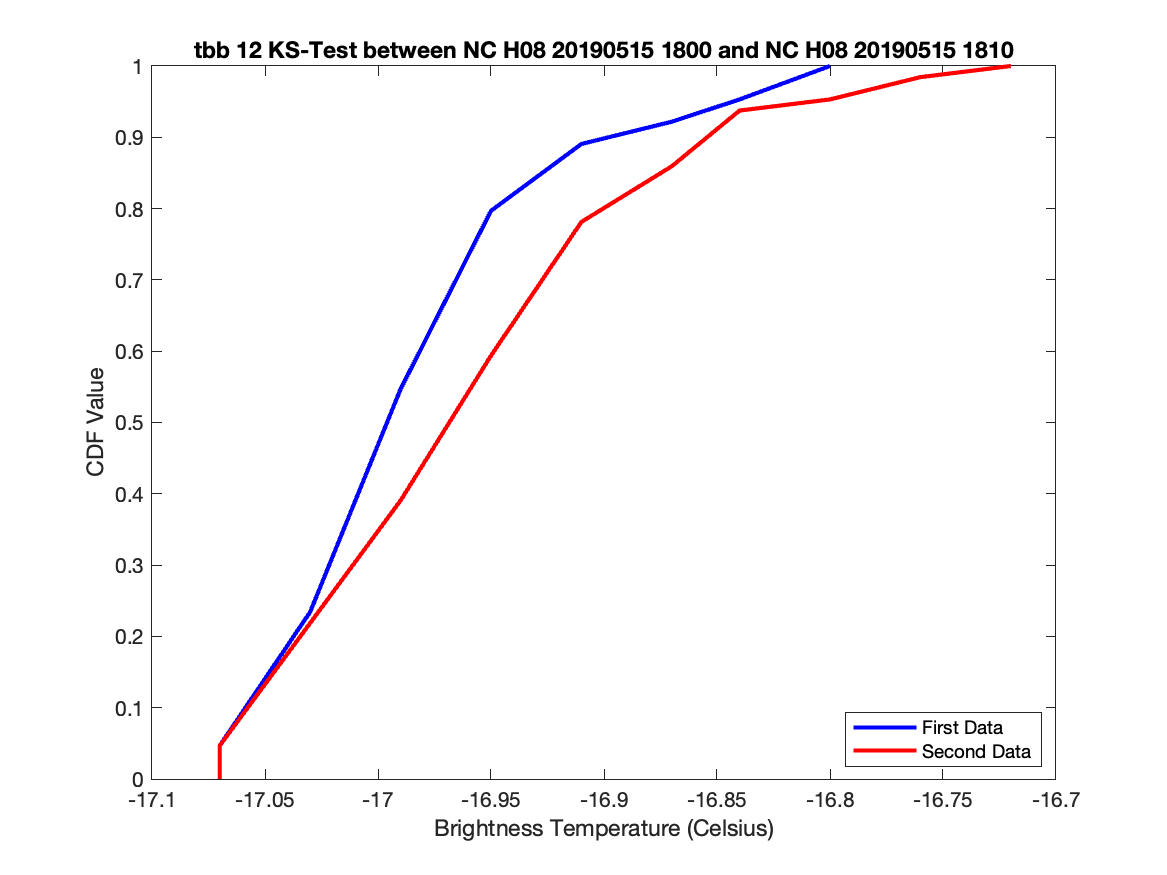 tbb 12 KS-Test between NC H08 20190515 1800 and NC H08 20190515 1810
1
0.9
0.8
0.7
0.6
0.5
0.4
0.3
0.2
0.1
0
CDF Value
-17.1 -17.05 -17 -16.95 -16.9 -16.85 -16.8 -16.75 -16.7
Brightness Temperature (Celsius)
First Data
Second Data